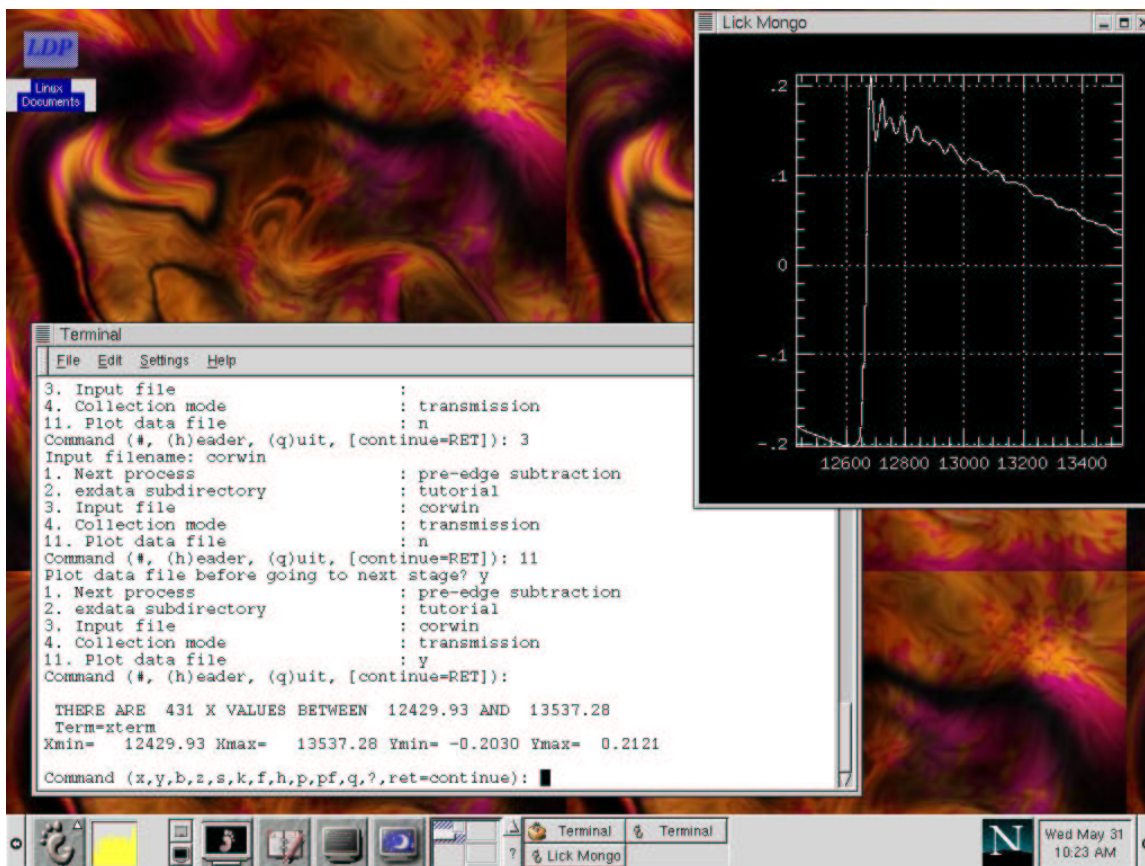 LDP
Linux
Documents
Lick Mongo
.2
.1
0
-.1
-.2
12600 12800 13000 13200 13400
Terminal
File Edit Settings Help
3. Input file :
4. Collection mode : transmission
11. Plot data file : n
Command (#, (h)eader, (q)uit, [continue=RET]): 3
Input filename: corwin
1. Next process : pre-edge subtraction
2. exdata subdirectory : tutorial
3. Input file : corwin
4. Collection mode : transmission
11. Plot data file : n
Command (#, (h)eader, (q)uit, [continue=RET]): 11
Plot data file before going to next stage? y
1. Next process : pre-edge subtraction
2. exdata subdirectory : tutorial
3. Input file : corwin
4. Collection mode : transmission
11. Plot data file : y
Command (#, (h)eader, (q)uit, [continue=RET]):
THERE ARE 431 X VALUES BETWEEN 12429.93 AND 13537.28
Term=xterm
Xmin= 12429.93 Xmax= 13537.28 Ymin= -0.2030 Ymax= 0.2121
Command (x,y,b,z,s,k,f,h,p,pf,q,?,ret=continue):
Terminal Terminal
? Lick Mongo
N
Wed May 31
10:23 AM